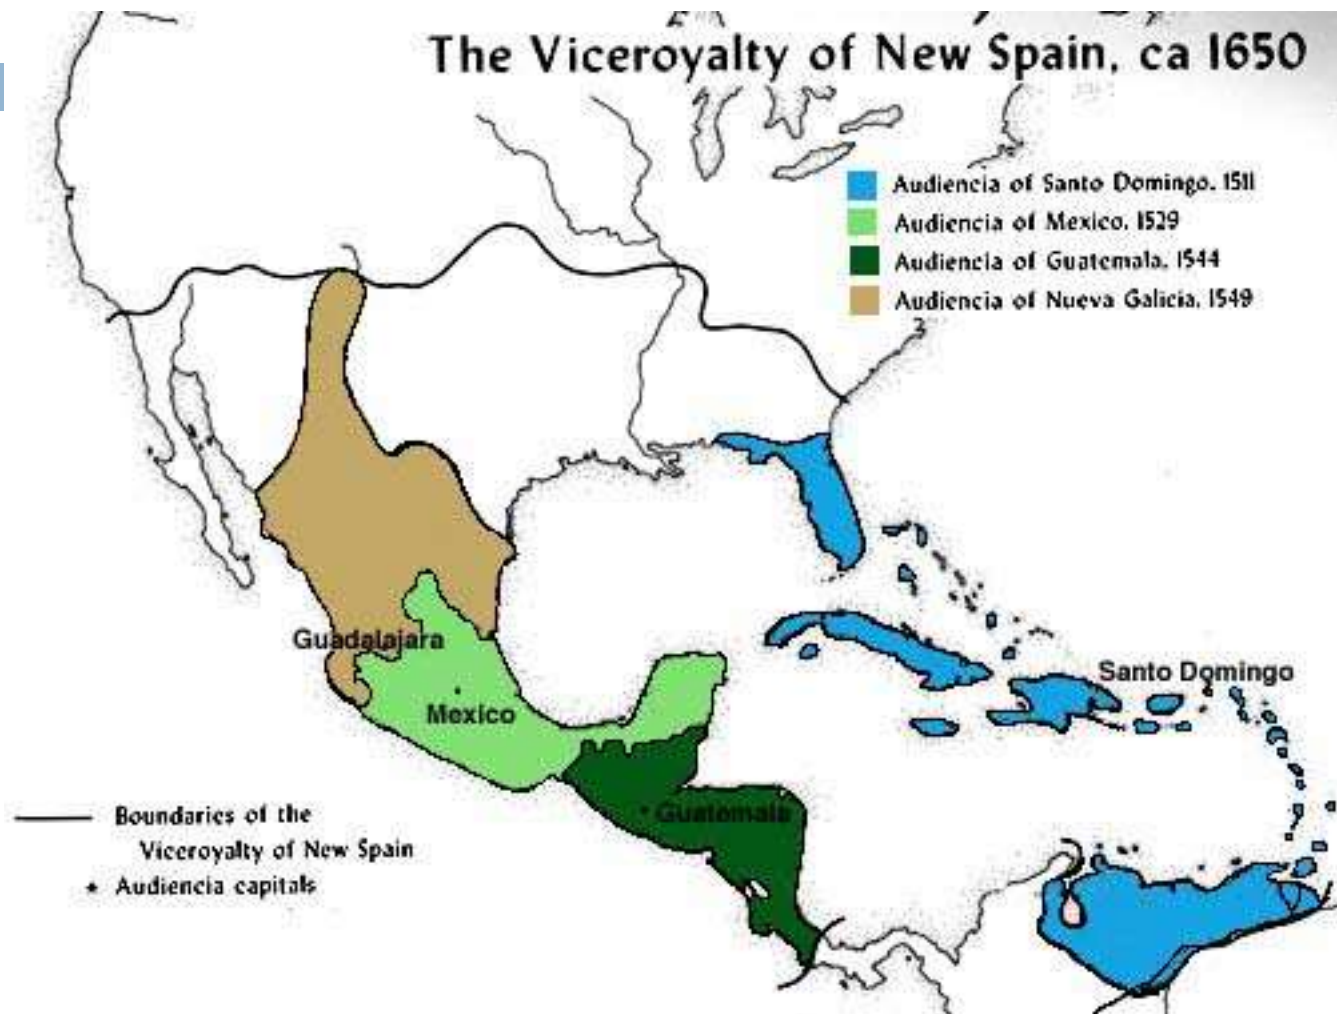 The Viceroyalty of New Spain, ca 1650
Audiencia of Santo Domingo, 1511
Audiencia of Mexico, 1529
Audiencia of Guatemala, 1544
Audiencia of Nueva Galicia, 1549
Guadalajara
Santo Domingo
Mexico
Guatemala
Boundaries of the
Viceroyalty of New Spain
Audiencia capitals